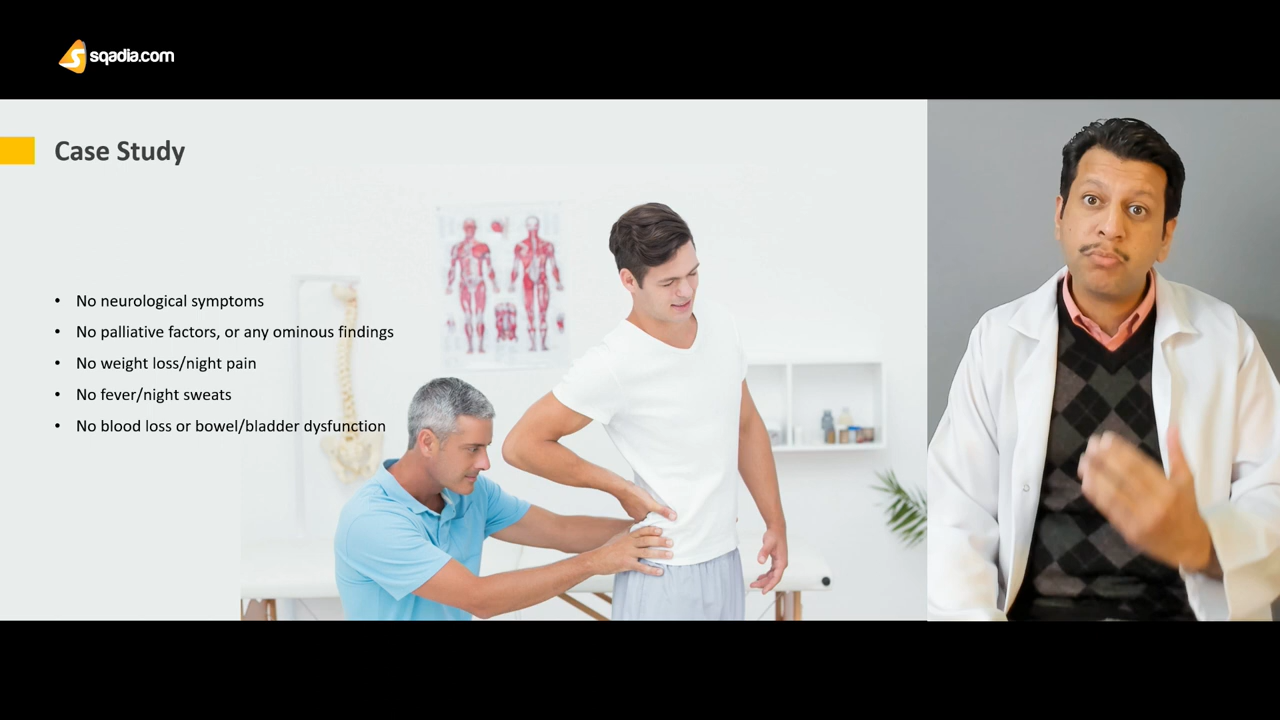 sqadia.com
Case Study
• No neurological symptoms
• No palliative factors, or any ominous findings
• No weight loss/night pain
• No fever/night sweats
• No blood loss or bowel/bladder dysfunction